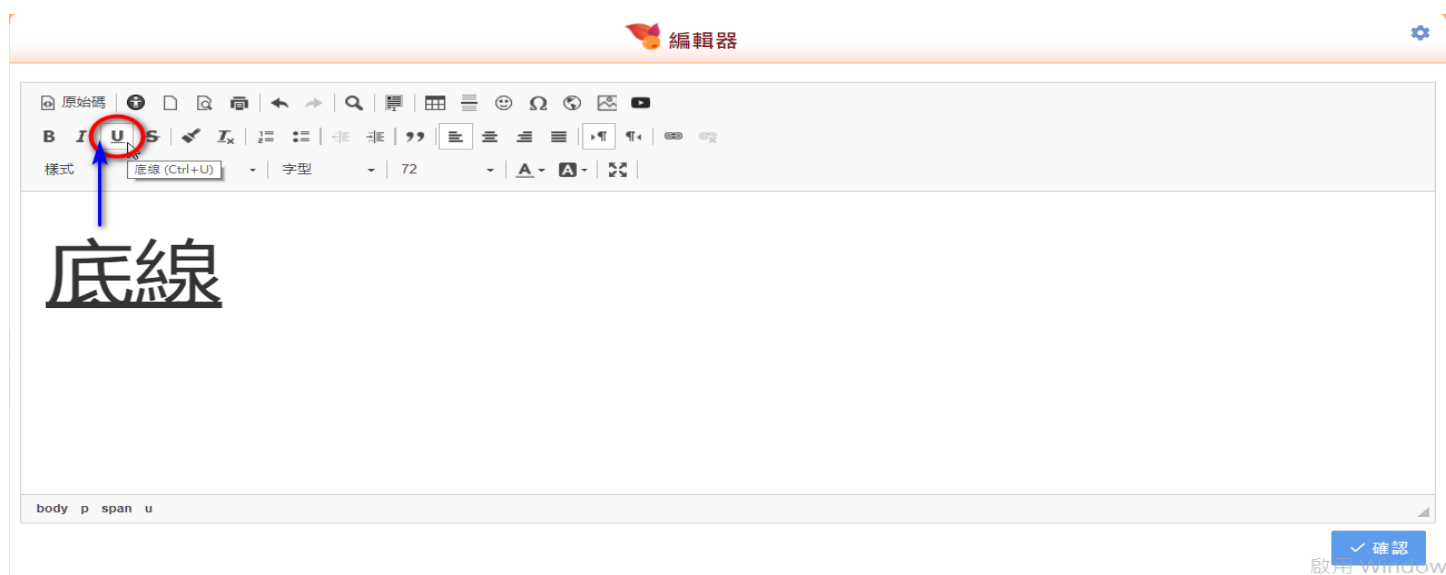 編輯器
原始碼
B I U S Ix
樣式 字型 72 A A
底線 (Ctrl+U)
底線
body p span u
確認
啟用 Window